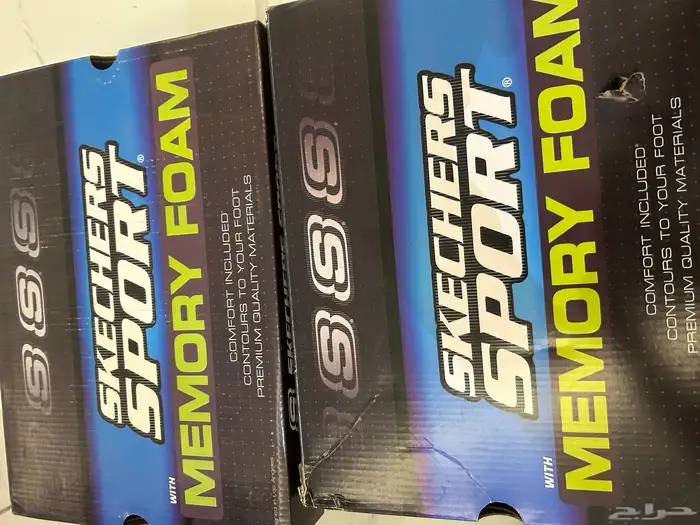 SKECHERS
SPORT®
WITH MEMORY FOAM
COMFORT INCLUDED
CONTOURS TO YOUR FOOT
PREMIUM QUALITY MATERIALS
SKECHERS
SPORT®
WITH MEMORY FOAM
COMFORT INCLUDED
CONTOURS TO YOUR FOOT
PREMIUM QUALITY MATERIALS
حراج